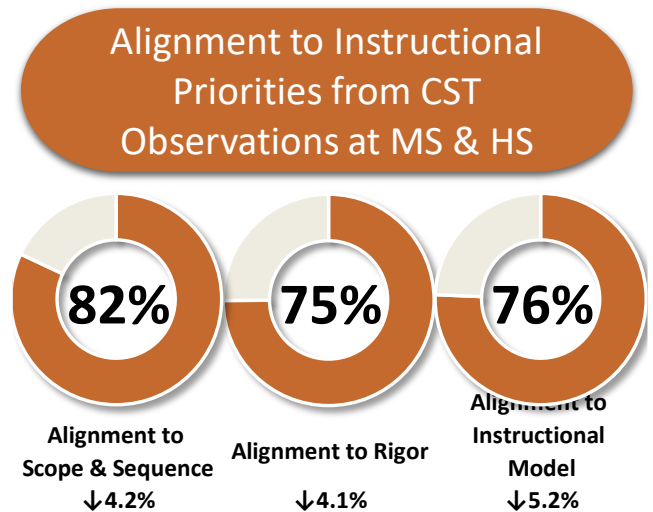 Alignment to Instructional
Priorities from CST
Observations at MS & HS
82%
75%
76%
Alignment to
Scope & Sequence
↓4.2%
Alignment to Rigor
↓4.1%
Alignment to
Instructional
Model
↓5.2%